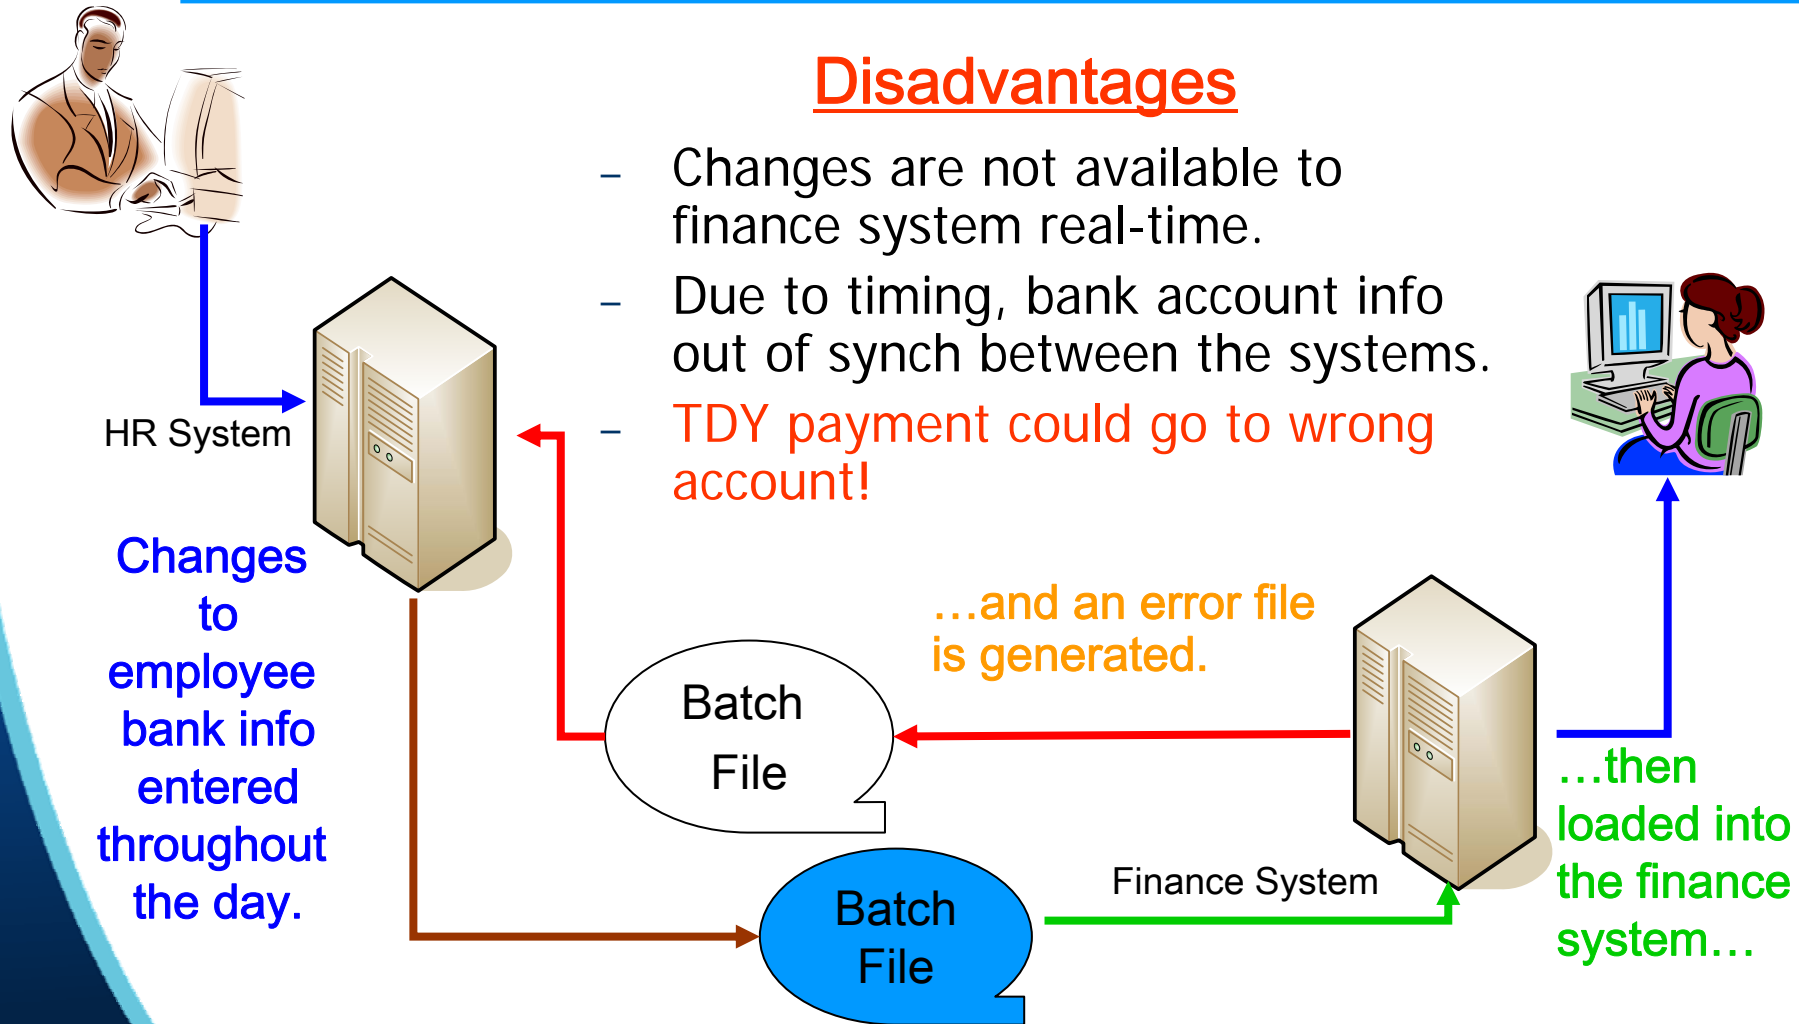 Disadvantages
– Changes are not available to
finance system real-time.
– Due to timing, bank account info
out of synch between the systems.
– TDY payment could go to wrong
account!
HR System
Changes
to
employee
bank info
entered
throughout
the day.
…and an error file
is generated.
Batch
File
Batch
File
Finance System
…then
loaded into
the finance
system…